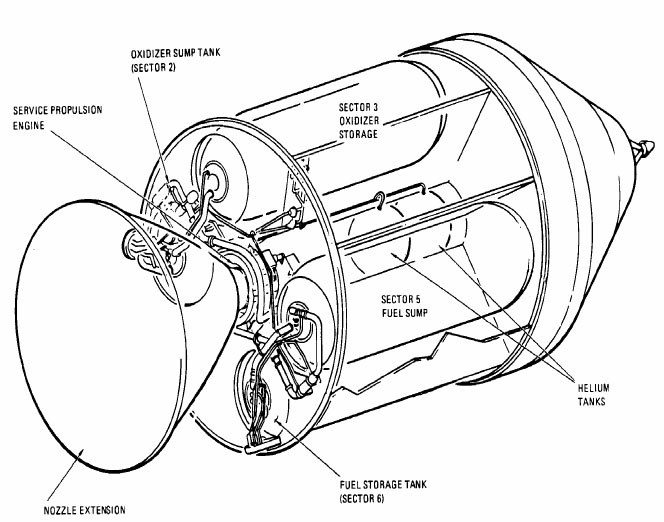 OXIDIZER SUMP TANK
(SECTOR 2)
SERVICE PROPULSION
ENGINE
SECTOR 3
OXIDIZER
STORAGE
SECTOR 5
FUEL SUMP
HELIUM
TANKS
FUEL STORAGE TANK
(SECTOR 6)
NOZZLE EXTENSION